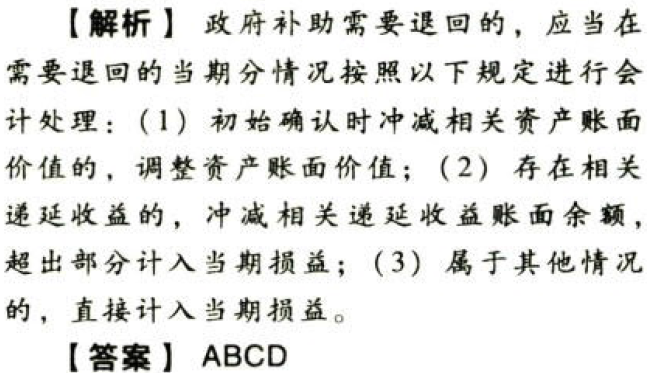 【解析】 政府补助需要退回的，应当在
需要退回的当期分情况按照以下规定进行会
计处理：（1）初始确认时冲减相关资产账面
价值的，调整资产账面价值；（2）存在相关
递延收益的，冲减相关递延收益账面余额，
超出部分计入当期损益；（3）属于其他情况
的，直接计入当期损益。
【答案】 ABCD